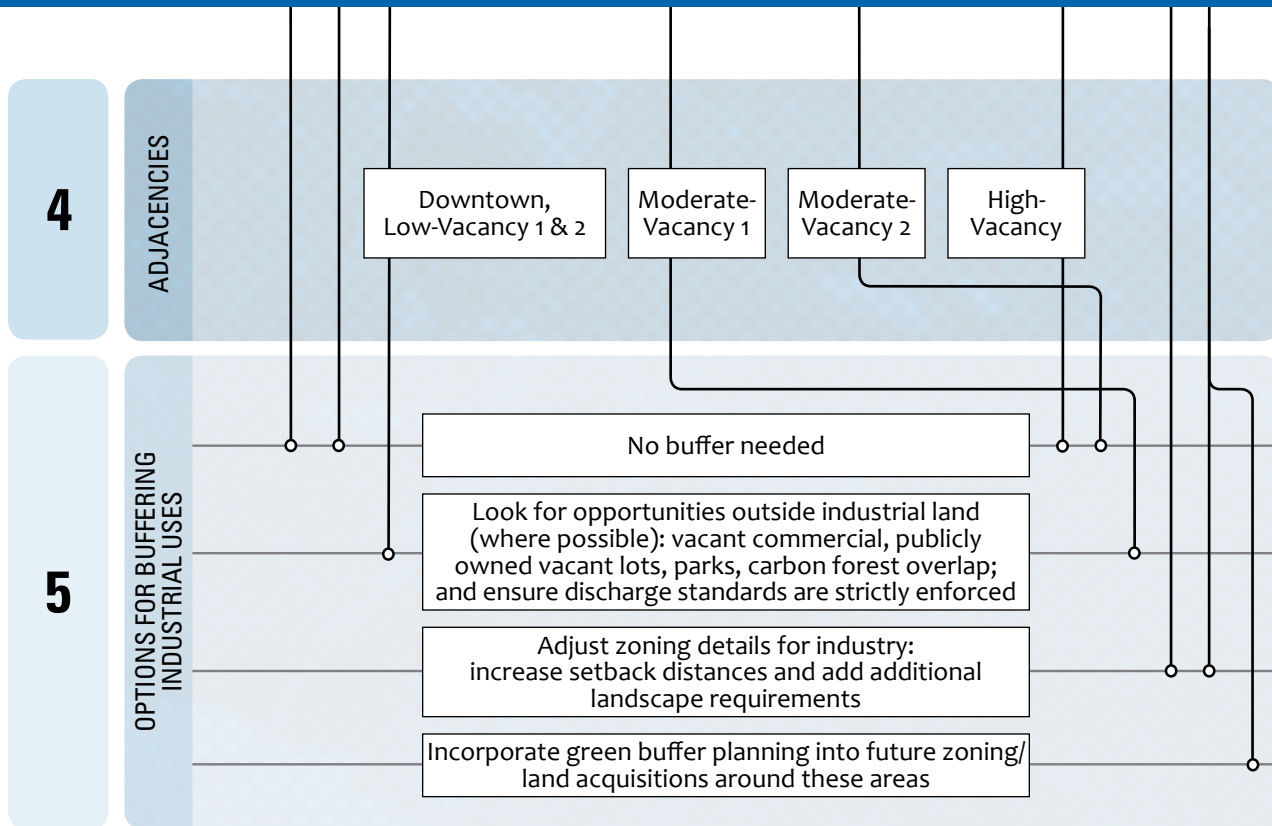 4
ADJACENCIES
Downtown,
Low-Vacancy 1 & 2
Moderate-
Vacancy 1
Moderate-
Vacancy 2
High-
Vacancy
5
OPTIONS FOR BUFFERING
INDUSTRIAL USES
No buffer needed
Look for opportunities outside industrial land
(where possible): vacant commercial, publicly
owned vacant lots, parks, carbon forest overlap;
and ensure discharge standards are strictly enforced
Adjust zoning details for industry:
increase setback distances and add additional
landscape requirements
Incorporate green buffer planning into future zoning/
land acquisitions around these areas